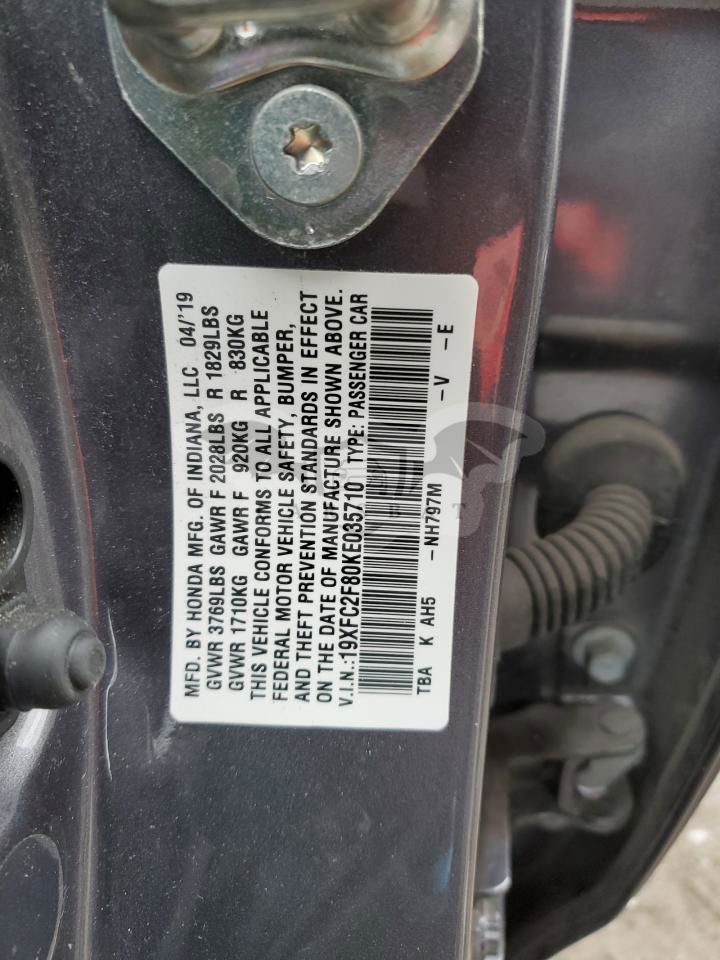 MFD. BY HONDA MFG. OF INDIANA, LLC 04/'19
GVWR 3769LBS GAWR F 2028LBS R 1829LBS
GVWR 1710KG GAWR F 920KG R 830KG
THIS VEHICLE CONFORMS TO ALL APPLICABLE
FEDERAL MOTOR VEHICLE SAFETY, BUMPER,
AND THEFT PREVENTION STANDARDS IN EFFECT
ON THE DATE OF MANUFACTURE SHOWN ABOVE.
V.I.N.:19XFC2F80KE035710 TYPE: PASSENGER CAR
TBA K AH5 -NH797M -V -E